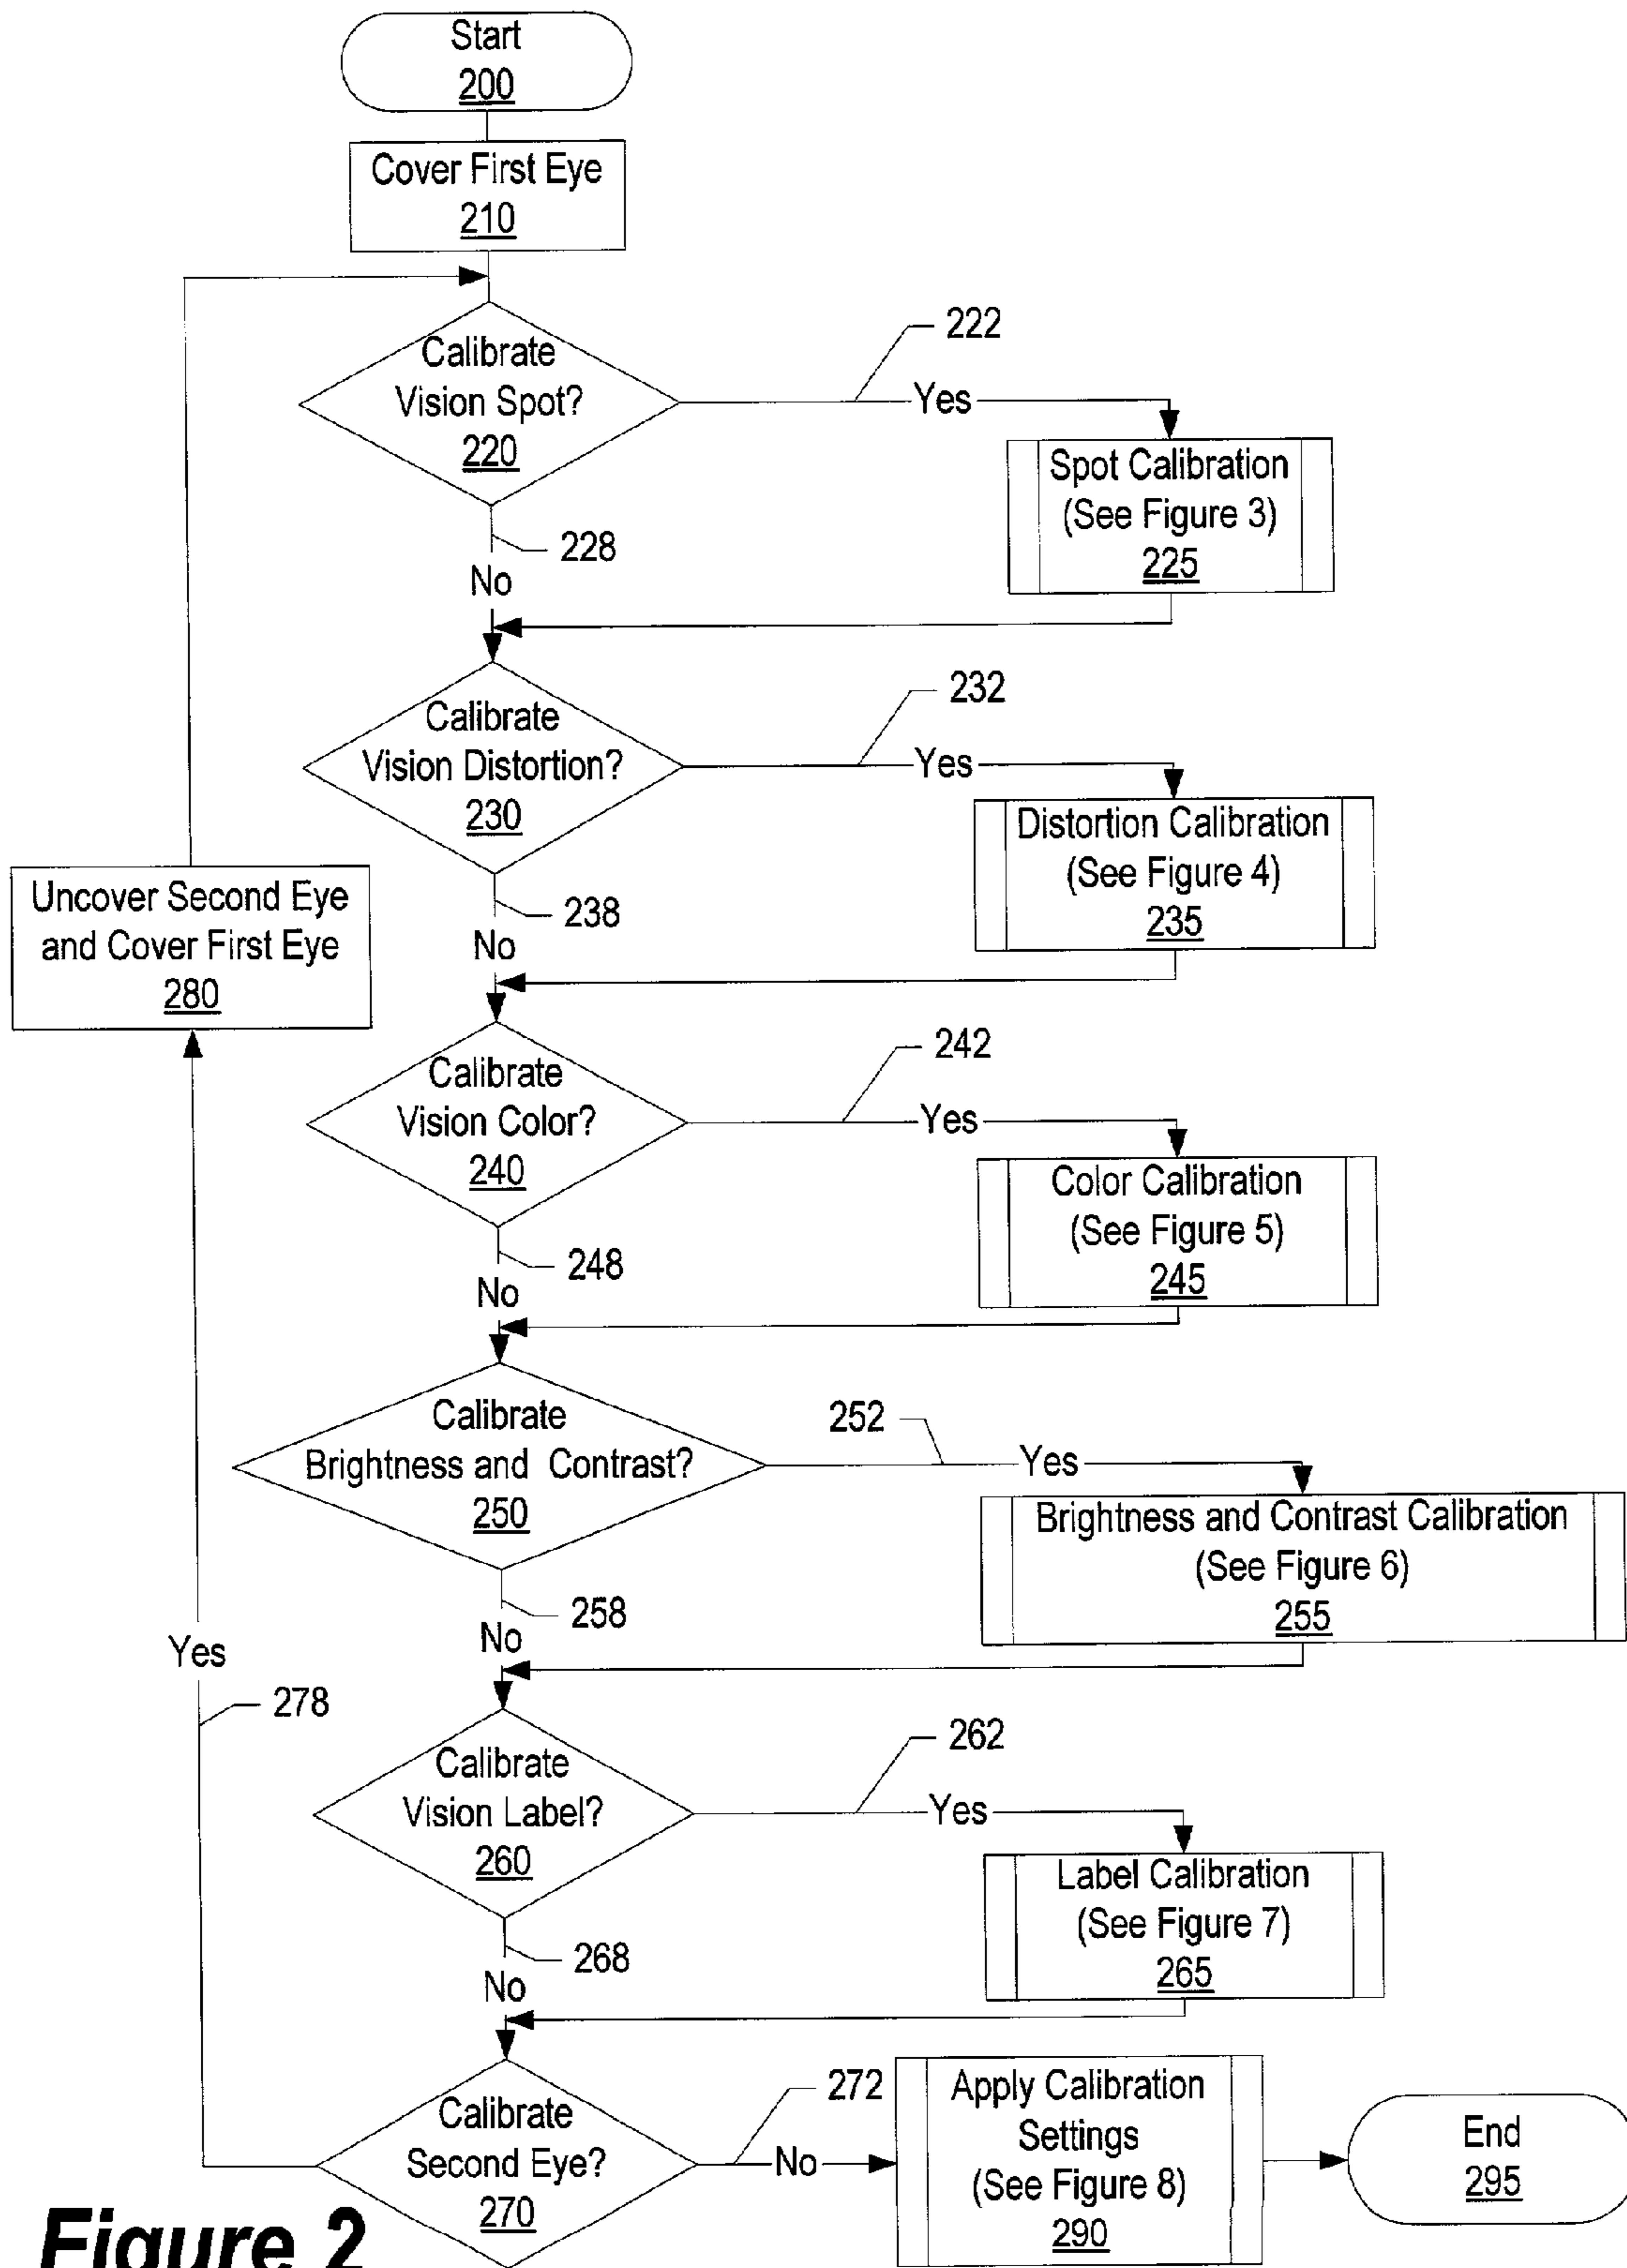 Start
200
Cover First Eye
210
Calibrate
Vision Spot?
220
222
Yes
Spot Calibration
(See Figure 3)
225
228
No
Calibrate
Vision Distortion?
230
232
Yes
Distortion Calibration
(See Figure 4)
235
238
No
Uncover Second Eye
and Cover First Eye
280
Calibrate
Vision Color?
240
242
Yes
Color Calibration
(See Figure 5)
245
248
No
Calibrate
Brightness and Contrast?
250
252
Yes
Brightness and Contrast Calibration
(See Figure 6)
255
258
No
Yes
278
Calibrate
Vision Label?
260
262
Yes
Label Calibration
(See Figure 7)
265
268
No
Calibrate
Second Eye?
270
272
No
Apply Calibration
Settings
(See Figure 8)
290
End
295
Figure 2